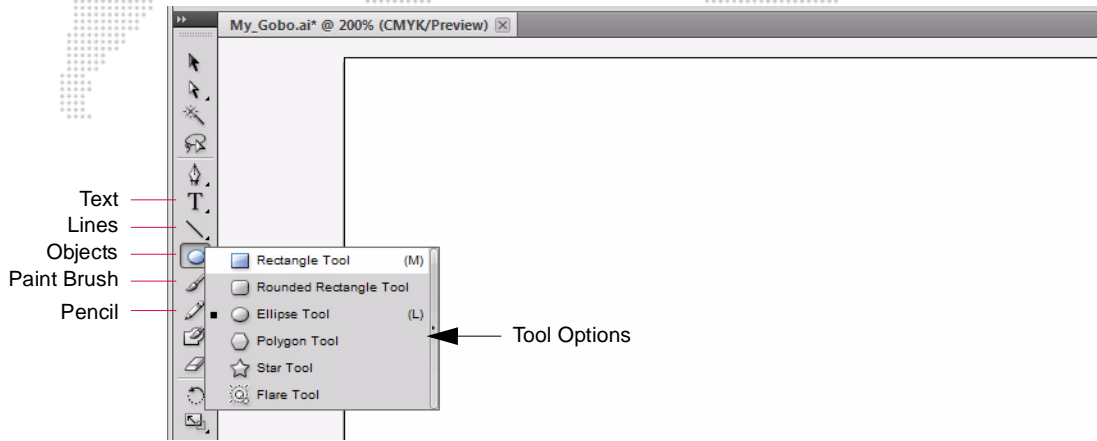 My_Gobo.ai* @ 200% (CMYK/Preview)
T
Text
Lines
Objects
Paint Brush
Pencil
Rectangle Tool (M)
Rounded Rectangle Tool
Ellipse Tool (L)
Polygon Tool
Star Tool
Flare Tool
Tool Options